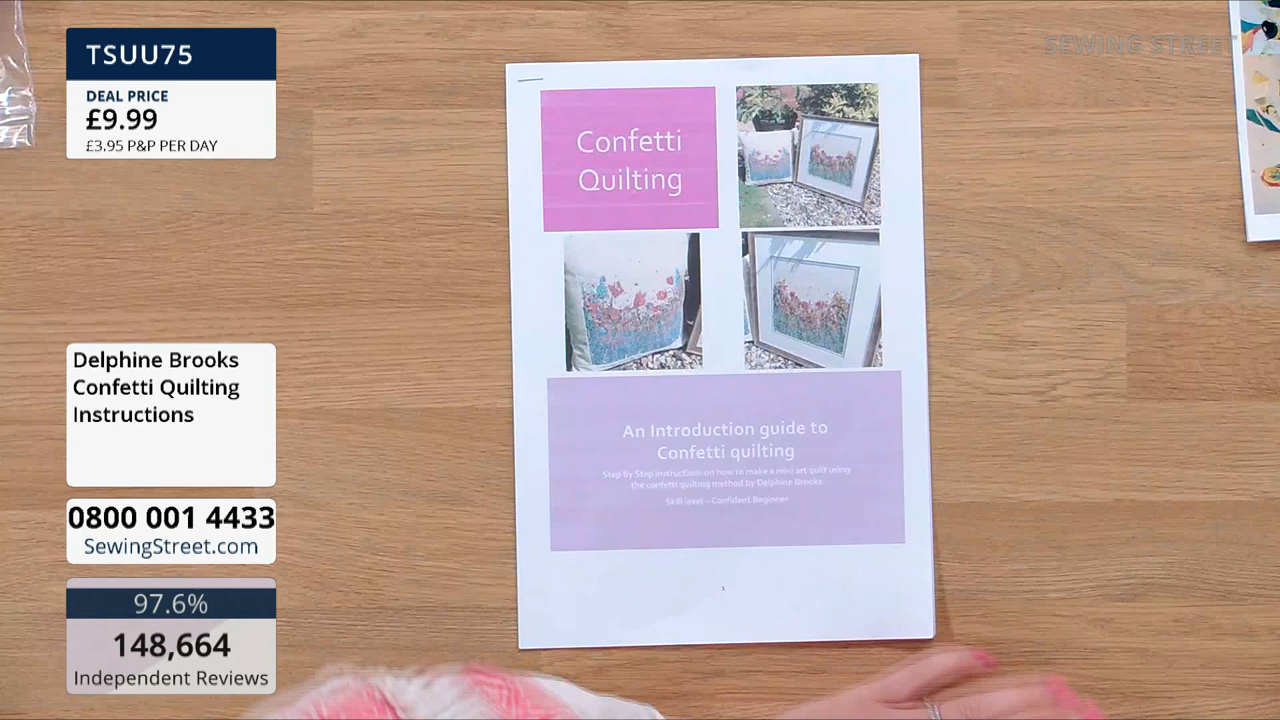 TSUU75
DEAL PRICE
£9.99
£3.95 P&P PER DAY
SEWING STREET
Confetti
Quilting
An Introduction guide to
Confetti quilting
Step by Step instructions on how to make a mini art quilt using
the confetti quilting method by Delphine Brooks
Skill level – Confident Beginner
1
Delphine Brooks
Confetti Quilting
Instructions
0800 001 4433
SewingStreet.com
97.6%
148,664
Independent Reviews